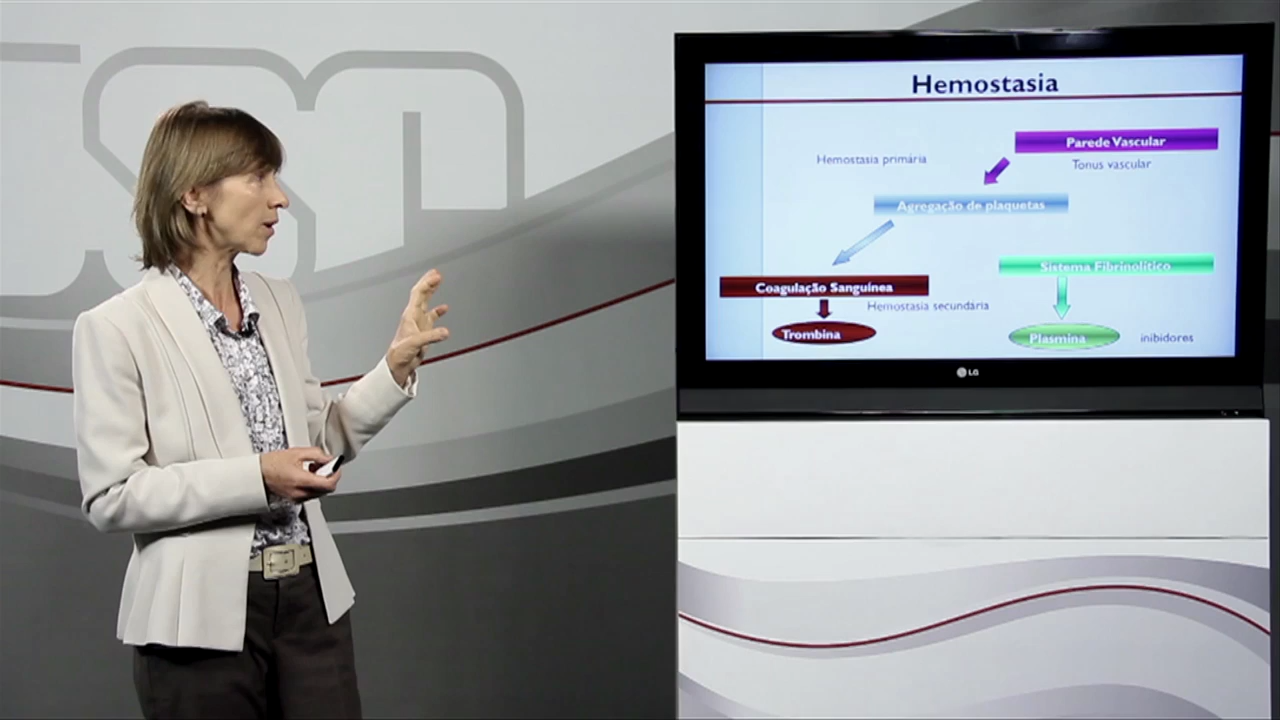 Hemostasia
Parede Vascular
Hemostasia primária
Tonus vascular
Agregação de plaquetas
Sistema Fibrinolítico
Coagulação Sanguínea
Hemostasia secundária
Trombina
Plasmina
inibidores
LG